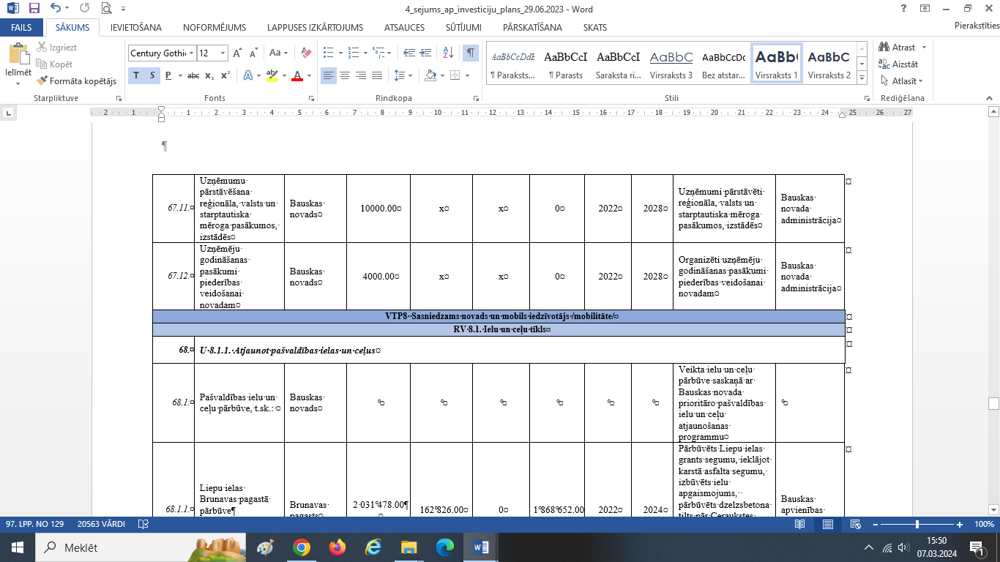 4_sejums_ap_investiciju_plans_29.06.2023 - Word
FAILS SĀKUMS IEVIETOŠANA NOFORMĒJUMS LAPPUSES IZKĀRTOJUMS ATSAUCES SŪTĪJUMI PĀRSKATĪŠANA SKATS Pierakstīties
Ielīmēt
Izgriezt
Kopēt
Formāta kopētājs
Starpliktuve
Century Gothi 12
Aa
T S P abc x₂ x²
Fonts
Rindkopa
AaBbCcDdE AaBbCcI AaBbCcI AaBbC AaBbCcDc AaBb( AaBbC
¶ Paraksts... ¶ Parasts Saraksta ri... Virsraksts 3 Bez atstar... Virsraksts 1 Virsraksts 2
Stili
Atrast
Aizstāt
Atlasīt
Rediģēšana
2 1 1 2 3 4 5 6 7 8 9 10 11 12 13 14 15 16 17 18 19 20 21 22 23 24 25 26 27
¶
67.11.¤
Uzņēmumu·
pārstāvēšana·
reģionāla,·valsts·un·
starptautiska·
mēroga·pasākumos,·
izstādēs¤
Bauskas·
novads¤
10000.00¤
x¤
x¤
0¤
2022¤
2028¤
Uzņēmumi·pārstāvēti·
reģionāla,·valsts·un·
starptautiska·mēroga·
pasākumos,·izstādēs¤
Bauskas·
novada·
administrācija¤
¤
67.12.¤
Uzņēmēju·
godināšanas·
pasākumi·
piederības·
veidošanai·
novadam¤
Bauskas·
novads¤
4000.00¤
x¤
x¤
0¤
2022¤
2028¤
Organizēti·uzņēmēju·
godināšanas·pasākumi·
piederības·veidošanai·
novadam¤
Bauskas·
novada·
administrācija¤
¤
VTP8··Sasniedzams·novads·un·mobils·iedzīvotājs·/mobilitāte/¤
¤
RV·8.1.·Ielu·un·ceļu·tīkls¤
¤
68.¤ U·8.1.1.·Atjaunot·pašvaldības·ielas·un·ceļus¤
¤
68.1.¤
Pašvaldības·ielu·un·
ceļu·pārbūve,·t.sk.:·¤
Bauskas·
novads¤
°¤
°¤
°¤
°¤
°¤
°¤
Veikta·ielu·un·ceļu·
pārbūve·saskaņā·ar·
Bauskas·novada·
prioritāro·pašvaldības·
ielu·un·ceļu·
atjaunošanas·
programmu¤
°¤
¤
68.1.1.¤
Liepu·ielas·
Brunavas·pagastā·
pārbūve¶
Brunavas·
pagasts¤
2·031°478.00¶
¤
162°826.00¤
0¤
1°868°652.00
2022¤
2024¤
Pārbūvēts·Liepu·ielas·
grants·segumu,·ieklājot·
karstā·asfalta·segumu,·
izbūvēts·ielu·
apgaismojums,··
pārbūvēts·dzelzsbetona·
tilts·pār·Ceraukstes·
Bauskas·
apvienības·
¤
97. LPP. NO 129 20563 VĀRDI 100%
Meklēt
15:50
07.03.2024
1